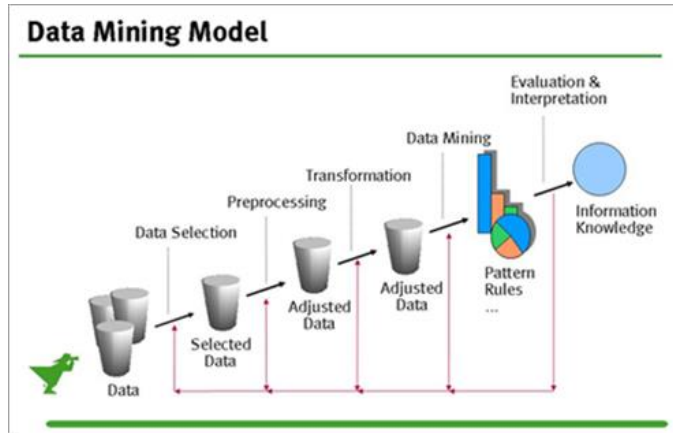 Data Mining Model
Evaluation &
Interpretation
Data Mining
Transformation
Preprocessing
Data Selection
Information
Knowledge
Pattern
Rules
...
Adjusted
Data
Adjusted
Data
Selected
Data
Data